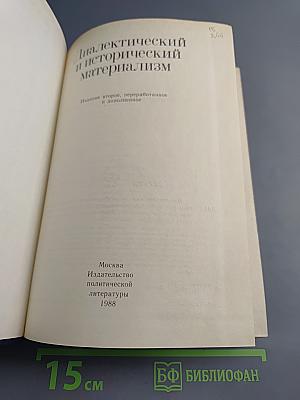 Диалектический
и исторический
материализм
Издание второе, переработанное
и дополненное
Москва
Издательство
политической
литературы
1988
15 см
БФ БИБЛИОФАН